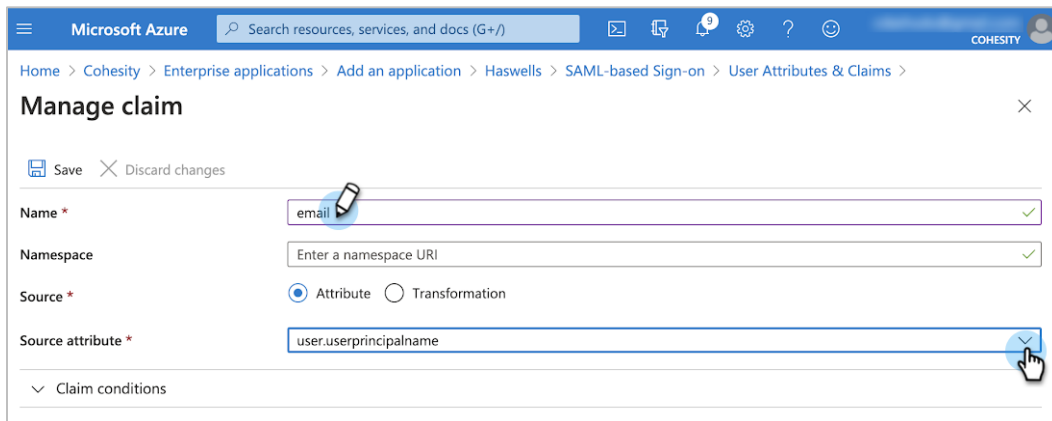 Microsoft Azure Search resources, services, and docs (G+/) 9
COHESITY
Home > Cohesity > Enterprise applications > Add an application > Haswells > SAML-based Sign-on > User Attributes & Claims >
Manage claim
Save Discard changes
Name * email
Namespace Enter a namespace URI
Source * Attribute Transformation
Source attribute * user.userprincipalname
Claim conditions